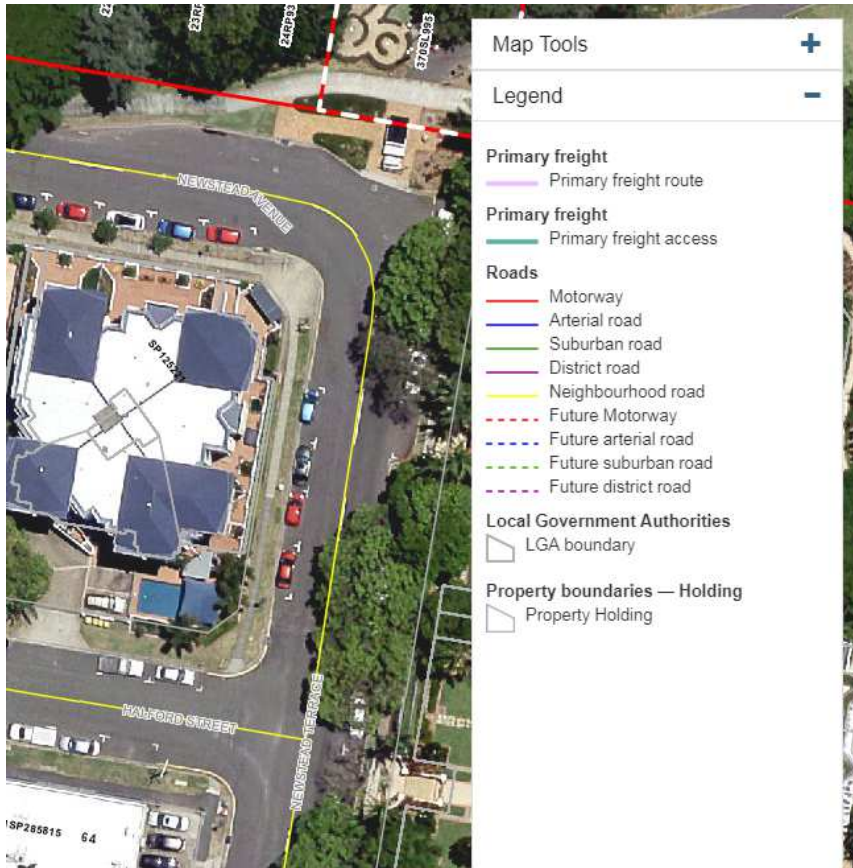 23RP
24RP93
370SL995
NEWSTEAD AVENUE
SP12522
HALFORD STREET
NEWSTEAD TERRACE
SP285815
64
Map Tools
Legend
Primary freight
Primary freight route
Primary freight
Primary freight access
Roads
Motorway
Arterial road
Suburban road
District road
Neighbourhood road
Future Motorway
Future arterial road
Future suburban road
Future district road
Local Government Authorities
LGA boundary
Property boundaries — Holding
Property Holding